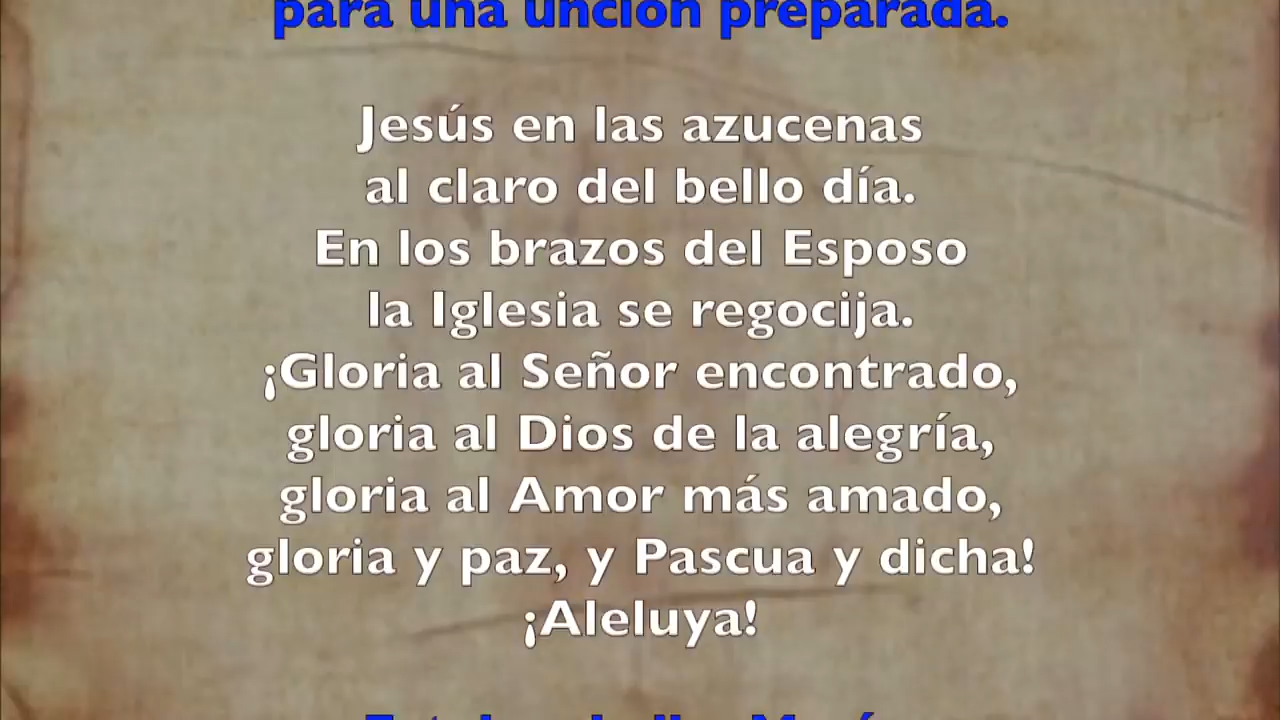 para una unción preparada.
Jesús en las azucenas
al claro del bello día.
En los brazos del Esposo
la Iglesia se regocija.
¡Gloria al Señor encontrado,
gloria al Dios de la alegría,
gloria al Amor más amado,
gloria y paz, y Pascua y dicha!
¡Aleluya!